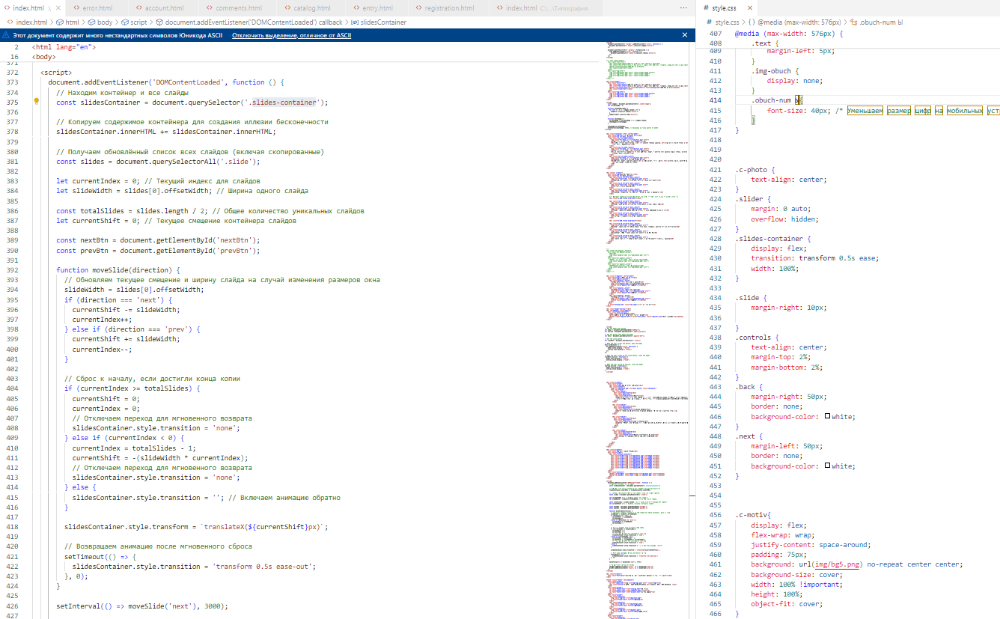 index.html .\
error.html
account.html
comments.html
catalog.html
entry.html
registration.html
index.html C:\...\Типография
index.html > html > body > script > document.addEventListener('DOMContentLoaded') callback > slidesContainer
Этот документ содержит много нестандартных символов Юникода ASCII Отключить выделение, отличное от ASCII
2 <html lang="en">
16 <body>
371
372 <script>
373 document.addEventListener('DOMContentLoaded', function () {
374 // Находим контейнер и все слайды
375 const slidesContainer = document.querySelector('.slides-container');
376
377 // Копируем содержимое контейнера для создания иллюзии бесконечности
378 slidesContainer.innerHTML += slidesContainer.innerHTML;
379
380 // Получаем обновлённый список всех слайдов (включая скопированные)
381 const slides = document.querySelectorAll('.slide');
382
383 let currentIndex = 0; // Текущий индекс для слайдов
384 let slideWidth = slides[0].offsetWidth; // Ширина одного слайда
385
386 const totalSlides = slides.length / 2; // Общее количество уникальных слайдов
387 let currentShift = 0; // Текущее смещение контейнера слайдов
388
389 const nextBtn = document.getElementById('nextBtn');
390 const prevBtn = document.getElementById('prevBtn');
391
392 function moveSlide(direction) {
393 // Обновляем текущее смещение и ширину слайда на случай изменения размеров окна
394 slideWidth = slides[0].offsetWidth;
395 if (direction === 'next') {
396 currentShift -= slideWidth;
397 currentIndex++;
398 } else if (direction === 'prev') {
399 currentShift += slideWidth;
400 currentIndex--;
401 }
402
403 // Сброс к началу, если достигли конца копии
404 if (currentIndex >= totalSlides) {
405 currentShift = 0;
406 currentIndex = 0;
407 // Отключаем переход для мгновенного возврата
408 slidesContainer.style.transition = 'none';
409 } else if (currentIndex < 0) {
410 currentIndex = totalSlides - 1;
411 currentShift = -(slideWidth * currentIndex);
412 // Отключаем переход для мгновенного возврата
413 slidesContainer.style.transition = 'none';
414 } else {
415 slidesContainer.style.transition = ''; // Включаем анимацию обратно
416 }
417
418 slidesContainer.style.transform = `translateX(${currentShift}px)`;
419
420 // Возвращаем анимацию после мгновенного сброса
421 setTimeout(() => {
422 slidesContainer.style.transition = 'transform 0.5s ease-out';
423 }, 0);
424 }
425
426 setInterval(() => moveSlide('next'), 3000);
427
style.css
style.css > @media (max-width: 576px) > .obuch-num Ы
407 @media (max-width: 576px) {
408 .text {
409 margin-left: 5px;
410 }
411 .img-obuch {
412 display: none;
413 }
414 .obuch-num Ы{
415 font-size: 40px; /* Уменьшаем размер цифр на мобильных уст
416 }
417 }
418
419
420
421 .c-photo {
422 text-align: center;
423 }
424 .slider {
425 margin: 0 auto;
426 overflow: hidden;
427 }
428 .slides-container {
429 display: flex;
430 transition: transform 0.5s ease;
431 width: 100%;
432 }
433
434 .slide {
435 margin-right: 10px;
436
437 }
438 .controls {
439 text-align: center;
440 margin-top: 2%;
441 margin-bottom: 2%;
442 }
443 .back {
444 margin-right: 50px;
445 border: none;
446 background-color: white;
447 }
448 .next {
449 margin-left: 50px;
450 border: none;
451 background-color: white;
452 }
453
454
455
456 .c-motiv{
457 display: flex;
458 flex-wrap: wrap;
459 justify-content: space-around;
460 padding: 75px;
461 background: url(img/bg5.png) no-repeat center center;
462 background-size: cover;
463 width: 100% !important;
464 height: 100%;
465 object-fit: cover;
466 }